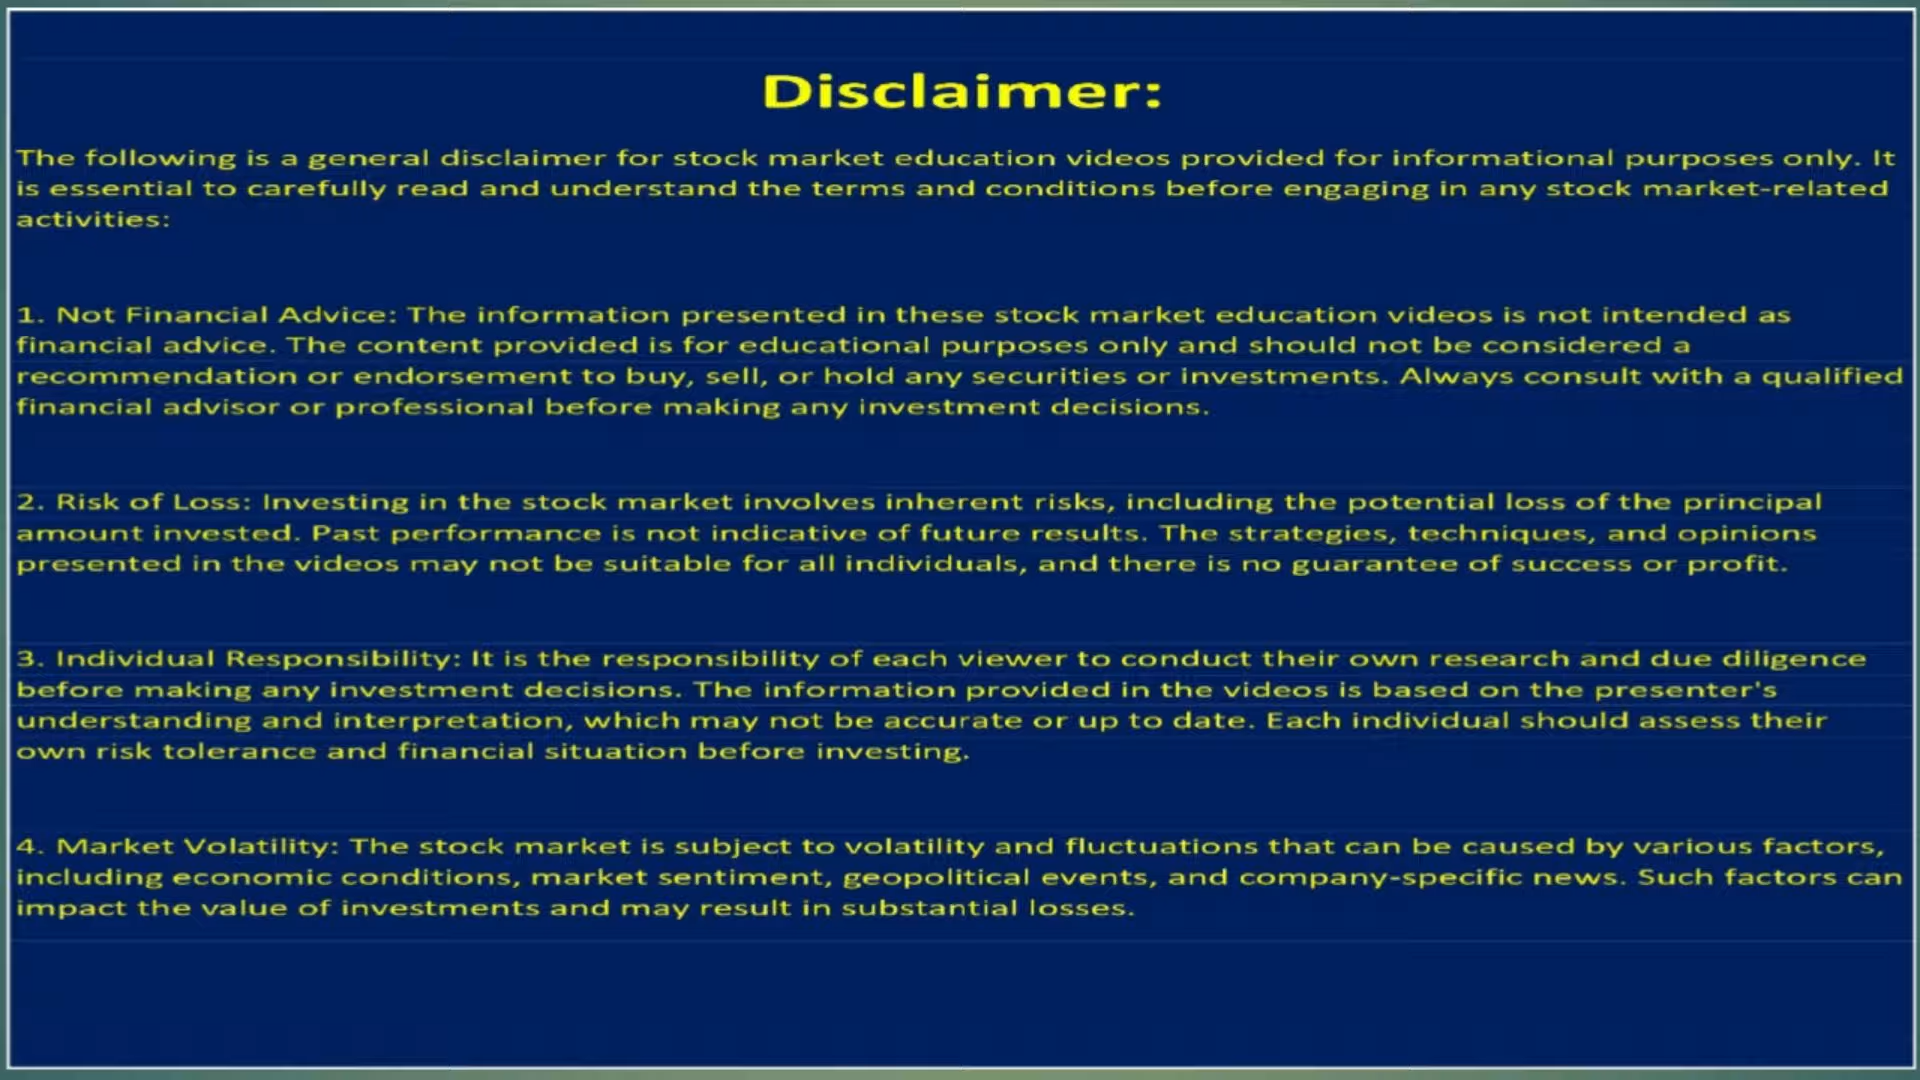 Disclaimer:
The following is a general disclaimer for stock market education videos provided for informational purposes only. It
is essential to carefully read and understand the terms and conditions before engaging in any stock market-related
activities:
1. Not Financial Advice: The information presented in these stock market education videos is not intended as
financial advice. The content provided is for educational purposes only and should not be considered a
recommendation or endorsement to buy, sell, or hold any securities or investments. Always consult with a qualified
financial advisor or professional before making any investment decisions.
2. Risk of Loss: Investing in the stock market involves inherent risks, including the potential loss of the principal
amount invested. Past performance is not indicative of future results. The strategies, techniques, and opinions
presented in the videos may not be suitable for all individuals, and there is no guarantee of success or profit.
3. Individual Responsibility: It is the responsibility of each viewer to conduct their own research and due diligence
before making any investment decisions. The information provided in the videos is based on the presenter's
understanding and interpretation, which may not be accurate or up to date. Each individual should assess their
own risk tolerance and financial situation before investing.
4. Market Volatility: The stock market is subject to volatility and fluctuations that can be caused by various factors,
including economic conditions, market sentiment, geopolitical events, and company-specific news. Such factors can
impact the value of investments and may result in substantial losses.